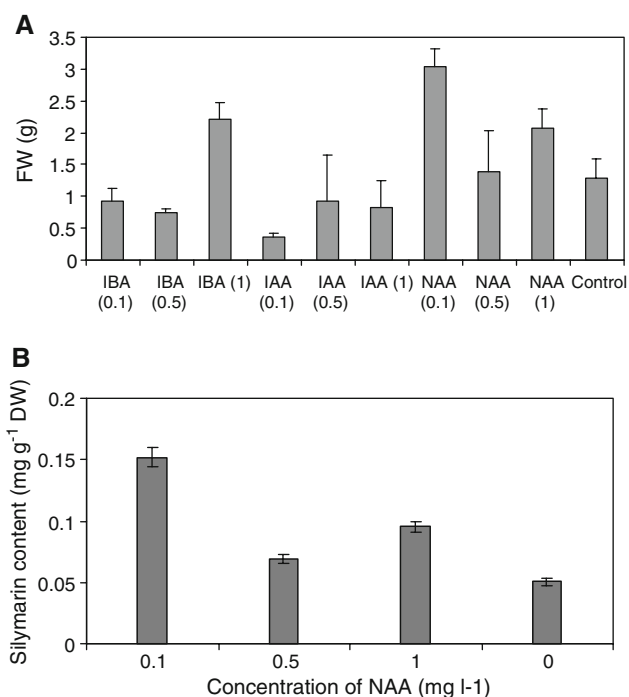 A
FW (g)
3.5
3
2.5
2
1.5
1
0.5
0
IBA (0.1)
IBA (0.5)
IBA (1)
IAA (0.1)
IAA (0.5)
IAA (1)
NAA (0.1)
NAA (0.5)
NAA (1)
Control
B
Silymarin content (mg g⁻¹ DW)
0.2
0.15
0.1
0.05
0
0.1
0.5
1
0
Concentration of NAA (mg l-1)